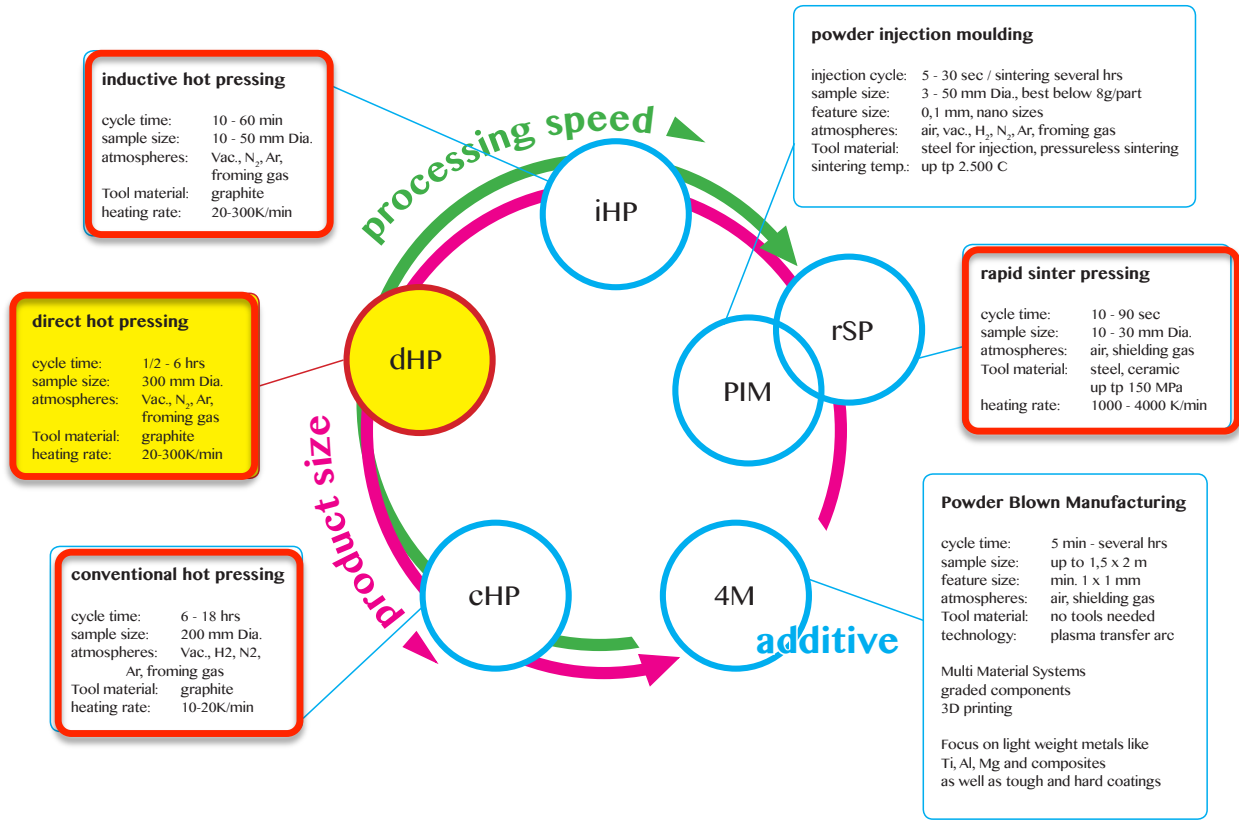 inductive hot pressing
cycle time: 10 - 60 min
sample size: 10 - 50 mm Dia.
atmospheres: Vac., N2, Ar,
froming gas
Tool material: graphite
heating rate: 20-300K/min
direct hot pressing
cycle time: 1/2 - 6 hrs
sample size: 300 mm Dia.
atmospheres: Vac., N2, Ar,
froming gas
Tool material: graphite
heating rate: 20-300K/min
conventional hot pressing
cycle time: 6 - 18 hrs
sample size: 200 mm Dia.
atmospheres: Vac., H2, N2,
Ar, froming gas
Tool material: graphite
heating rate: 10-20K/min
processing speed
product size
iHP
dHP
cHP
rSP
PIM
4M
additive
powder injection moulding
injection cycle: 5 - 30 sec / sintering several hrs
sample size: 3 - 50 mm Dia., best below 8g/part
feature size: 0,1 mm, nano sizes
atmospheres: air, vac., H2, N2, Ar, froming gas
Tool material: steel for injection, pressureless sintering
sintering temp.: up tp 2.500 C
rapid sinter pressing
cycle time: 10 - 90 sec
sample size: 10 - 30 mm Dia.
atmospheres: air, shielding gas
Tool material: steel, ceramic
up tp 150 MPa
heating rate: 1000 - 4000 K/min
Powder Blown Manufacturing
cycle time: 5 min - several hrs
sample size: up to 1,5 x 2 m
feature size: min. 1 x 1 mm
atmospheres: air, shielding gas
Tool material: no tools needed
technology: plasma transfer arc
Multi Material Systems
graded components
3D printing
Focus on light weight metals like
Ti, Al, Mg and composites
as well as tough and hard coatings